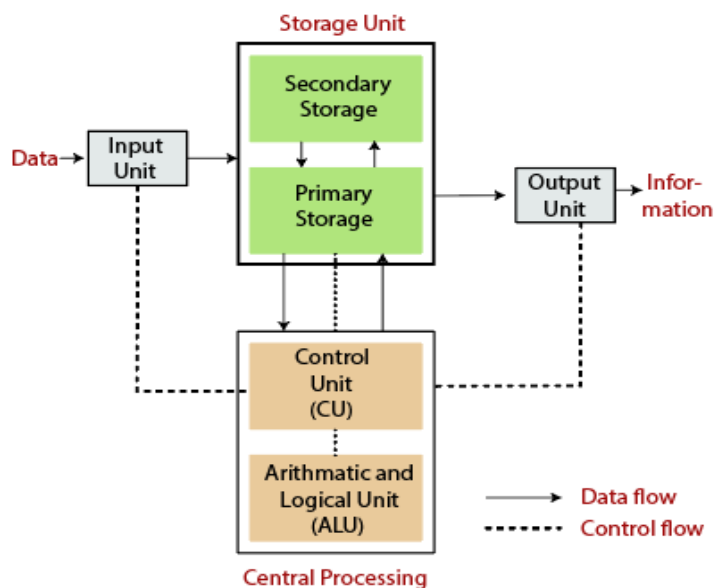 Storage Unit
Secondary
Storage
Data
Input
Unit
Primary
Storage
Output
Unit
Infor-
mation
Control
Unit
(CU)
Arithmatic and
Logical Unit
(ALU)
Data flow
Control flow
Central Processing